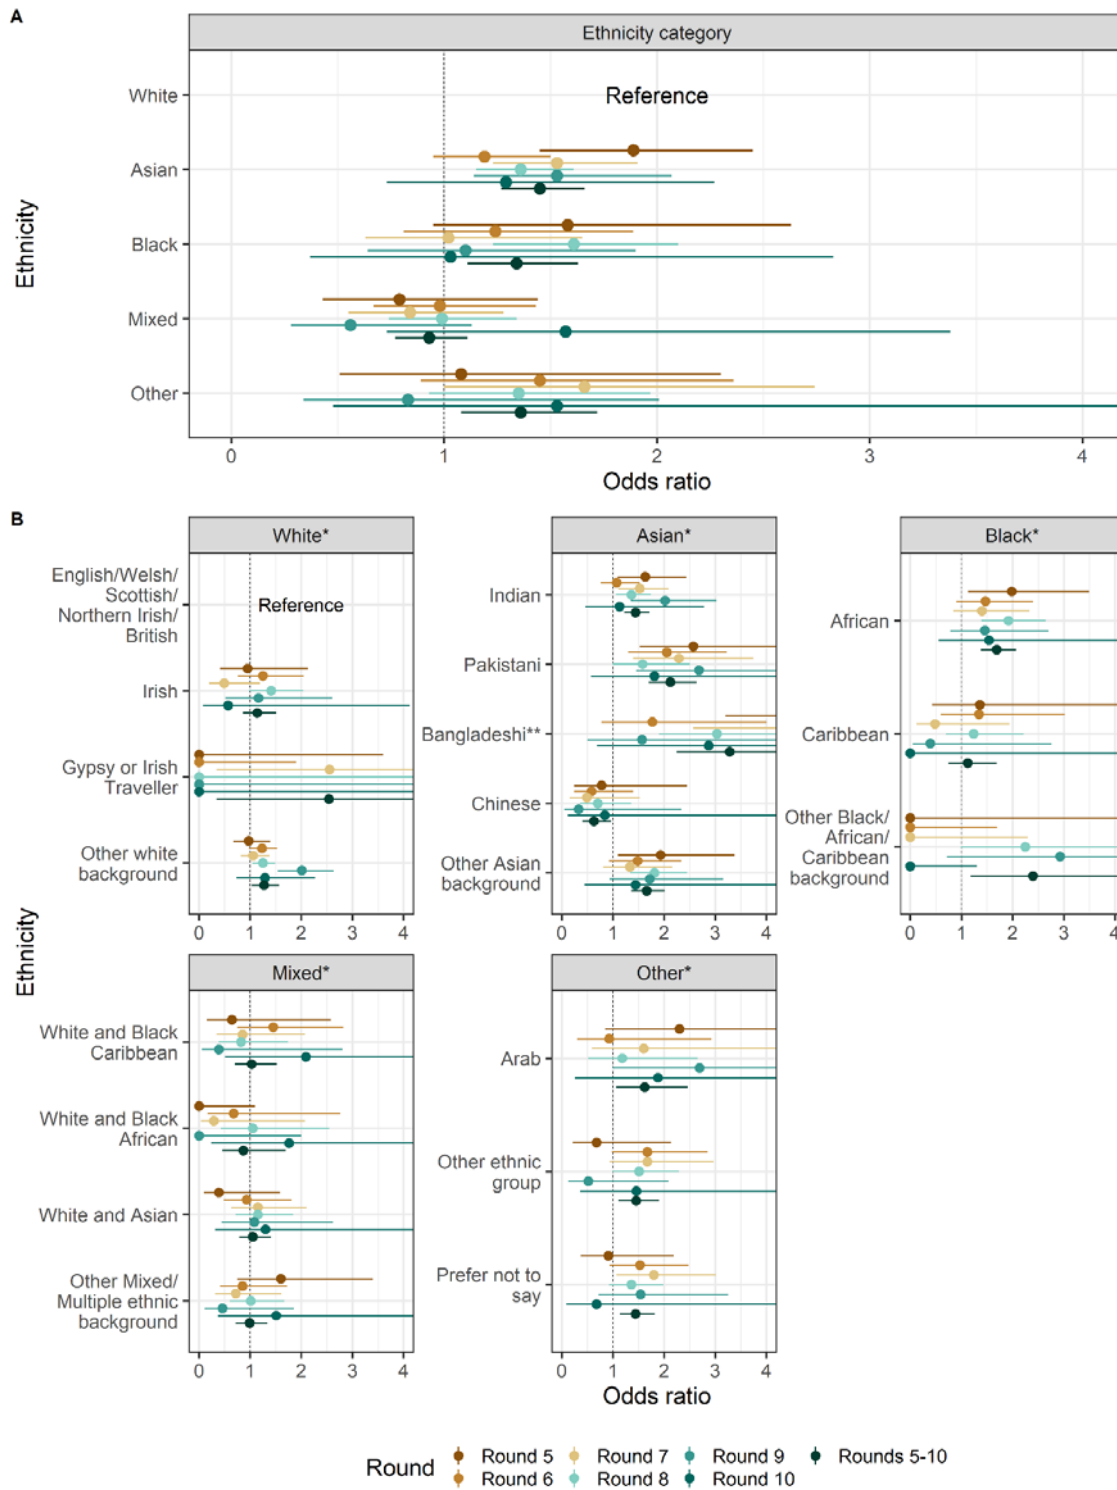 A
Ethnicity category
White
Reference
Asian
Black
Mixed
Other
Ethnicity
0 1 2 3 4
Odds ratio
B
White*
English/Welsh/
Scottish/
Northern Irish/
British
Reference
Irish
Gypsy or Irish
Traveller
Other white
background
0 1 2 3 4
Asian*
Indian
Pakistani
Bangladeshi**
Chinese
Other Asian
background
0 1 2 3 4
Black*
African
Caribbean
Other Black/
African/
Caribbean
background
0 1 2 3 4
Ethnicity
Mixed*
White and Black
Caribbean
White and Black
African
White and Asian
Other Mixed/
Multiple ethnic
background
0 1 2 3 4
Other*
Arab
Other ethnic
group
Prefer not to
say
0 1 2 3 4
Odds ratio
Round
Round 5 Round 7 Round 9 Rounds 5-10
Round 6 Round 8 Round 10